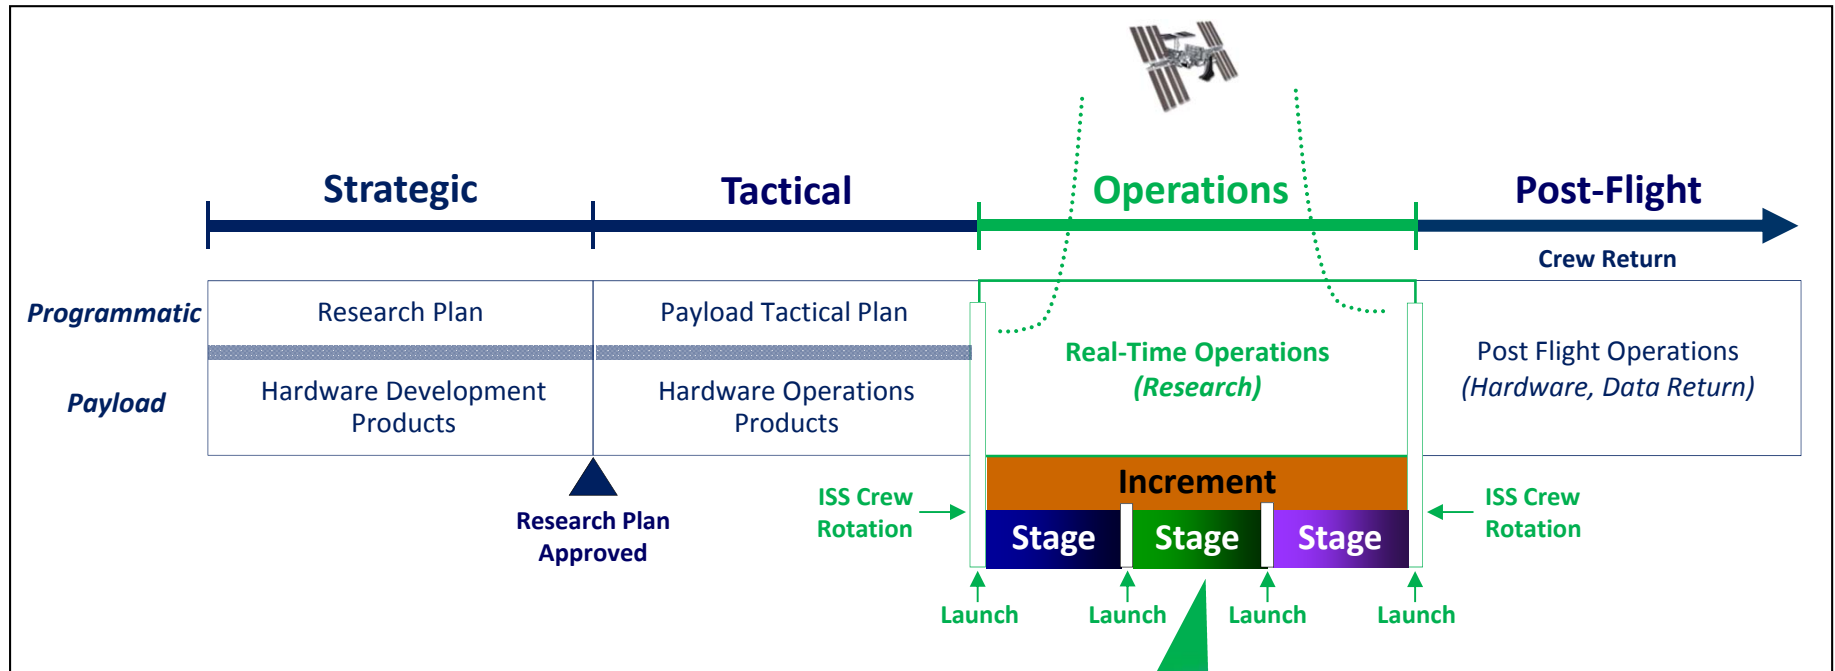 Strategic
Tactical
Operations
Post-Flight
Crew Return
Programmatic
Research Plan
Payload Tactical Plan
Payload
Hardware Development
Products
Hardware Operations
Products
Real-Time Operations
(Research)
Post Flight Operations
(Hardware, Data Return)
Research Plan
Approved
ISS Crew
Rotation
Increment
Stage
Stage
Stage
ISS Crew
Rotation
Launch
Launch
Launch
Launch